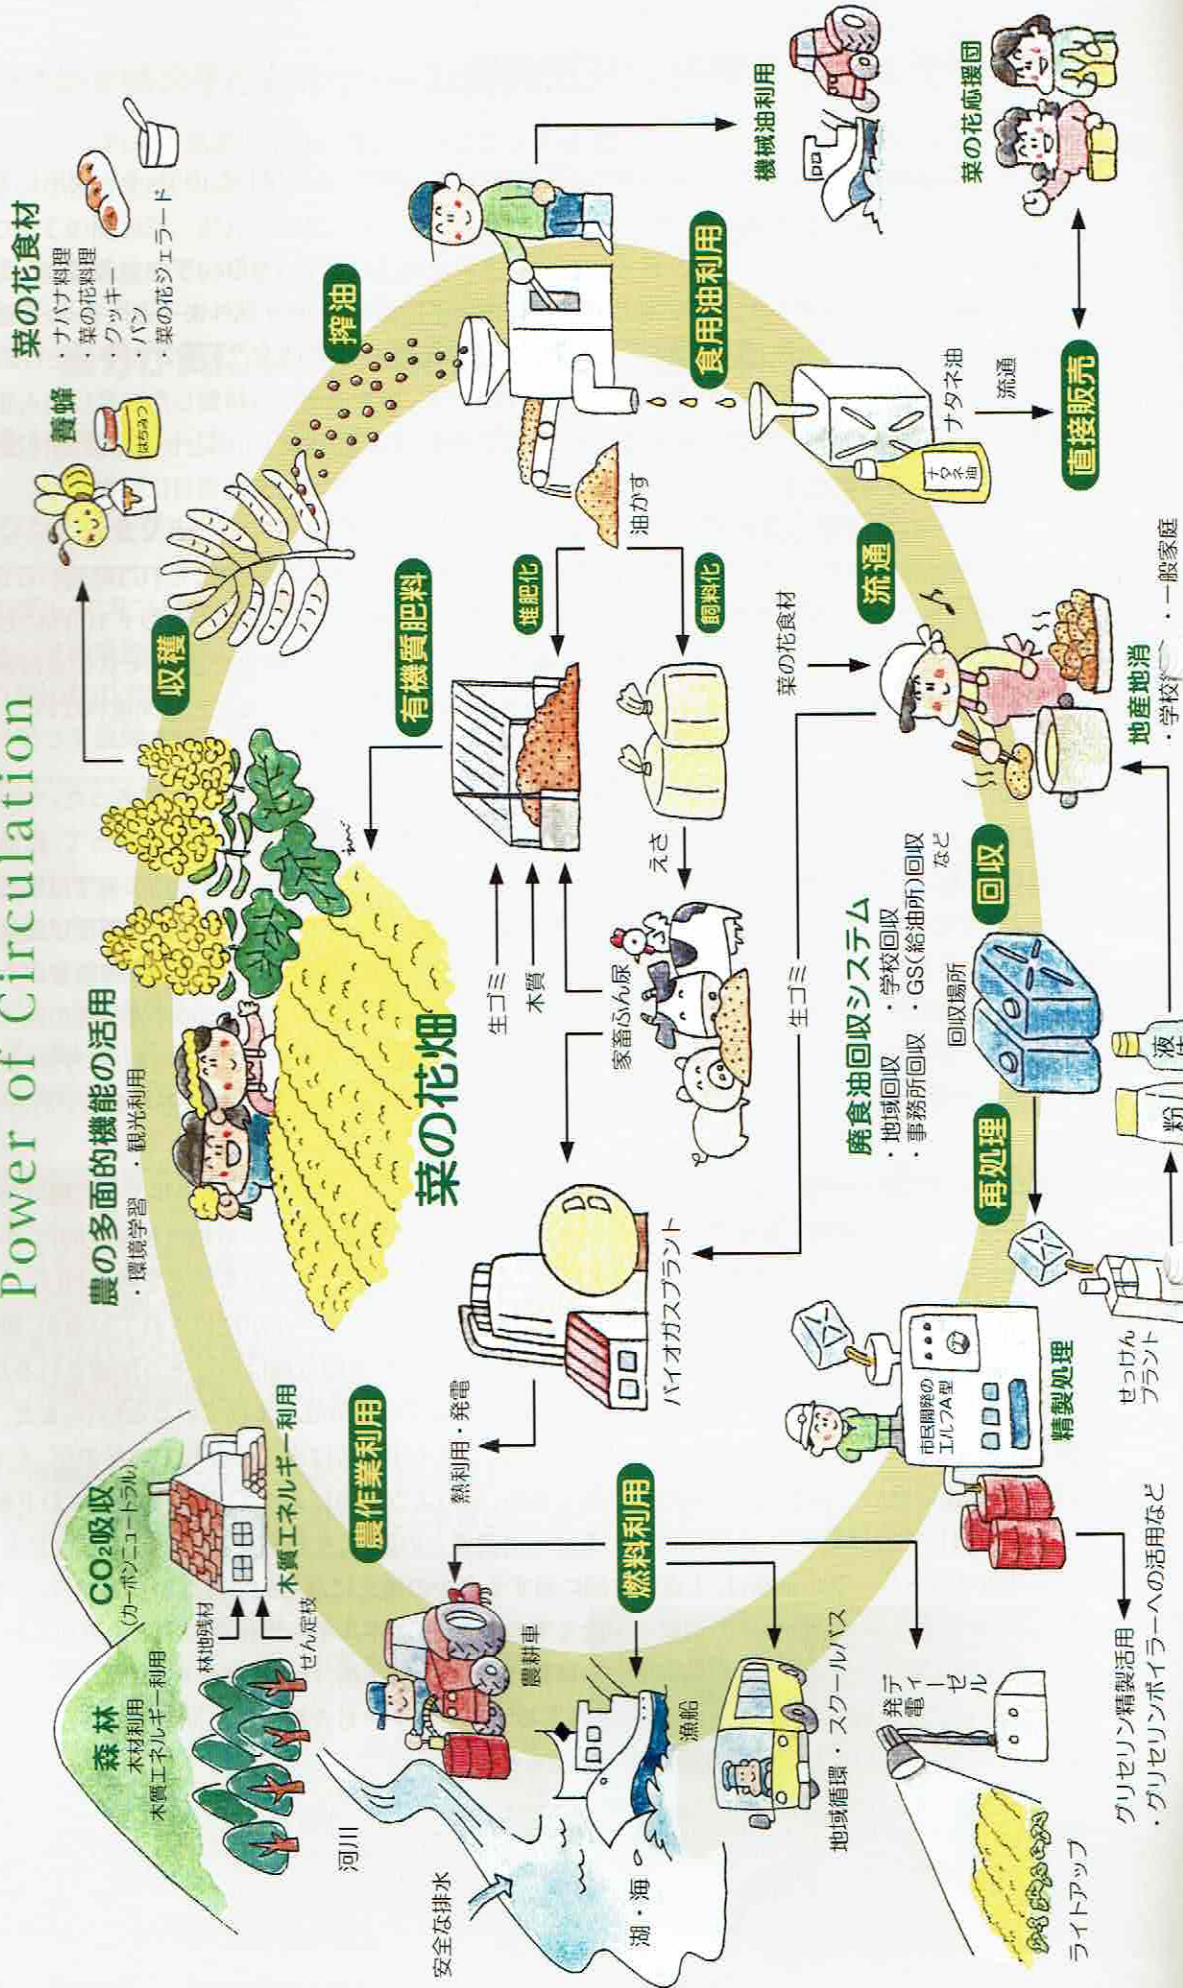 Power of Circulation
森林
木材利用
木質エネルギー利用
CO₂吸収
(カーボンニュートラル)
林地残材
せん定枝
木質エネルギー利用
農の多面的機能の活用
・環境学習 ・観光利用
養蜂
はちみつ
菜の花食材
・ナバナ料理
・菜の花料理
・クッキー
・パン
・菜の花ジェラード
収穫
搾油
菜の花畑
有機質肥料
堆肥化
飼料化
油かす
生ゴミ
木質
家畜ふん尿
えさ
食用油利用
機械油利用
ナタネ油
ナタネ油
流通
直接販売
菜の花応援団
菜の花食材
流通
地産地消
・一般家庭
生ゴミ
バイオガスプラント
熱利用・発電
農作業利用
農耕車
河川
安全な排水
湖・海
漁船
燃料利用
地域循環・スクールバス
ディーゼル
発電
ライトアップ
廃食油回収システム
・地域回収 ・学校回収
・事務所回収 ・GS(給油所)回収
など
回収場所
回収
再処理
市民開発の
エルフA型
精製処理
せっけん
プラント
粉
液
グリセリン精製活用
・グリセリンボイラーへの活用など